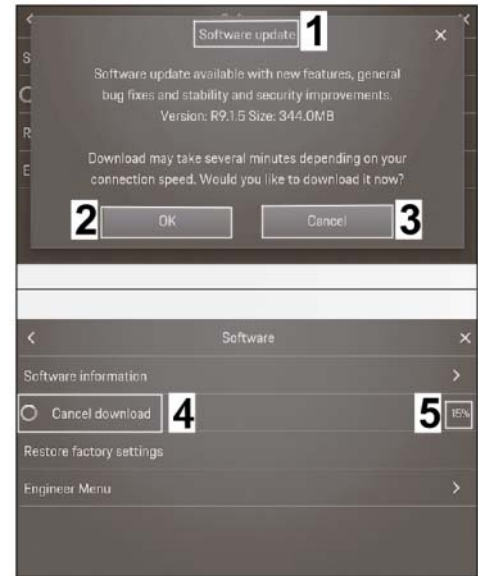 Software update 1
Software update available with new features, general
bug fixes and stability and security improvements.
Version: R9.1.5 Size: 344.0MB
Download may take several minutes depending on your
connection speed. Would you like to download it now?
2 OK Cancel 3
Software
Software information
Cancel download 4 5 15%
Restore factory settings
Engineer Menu